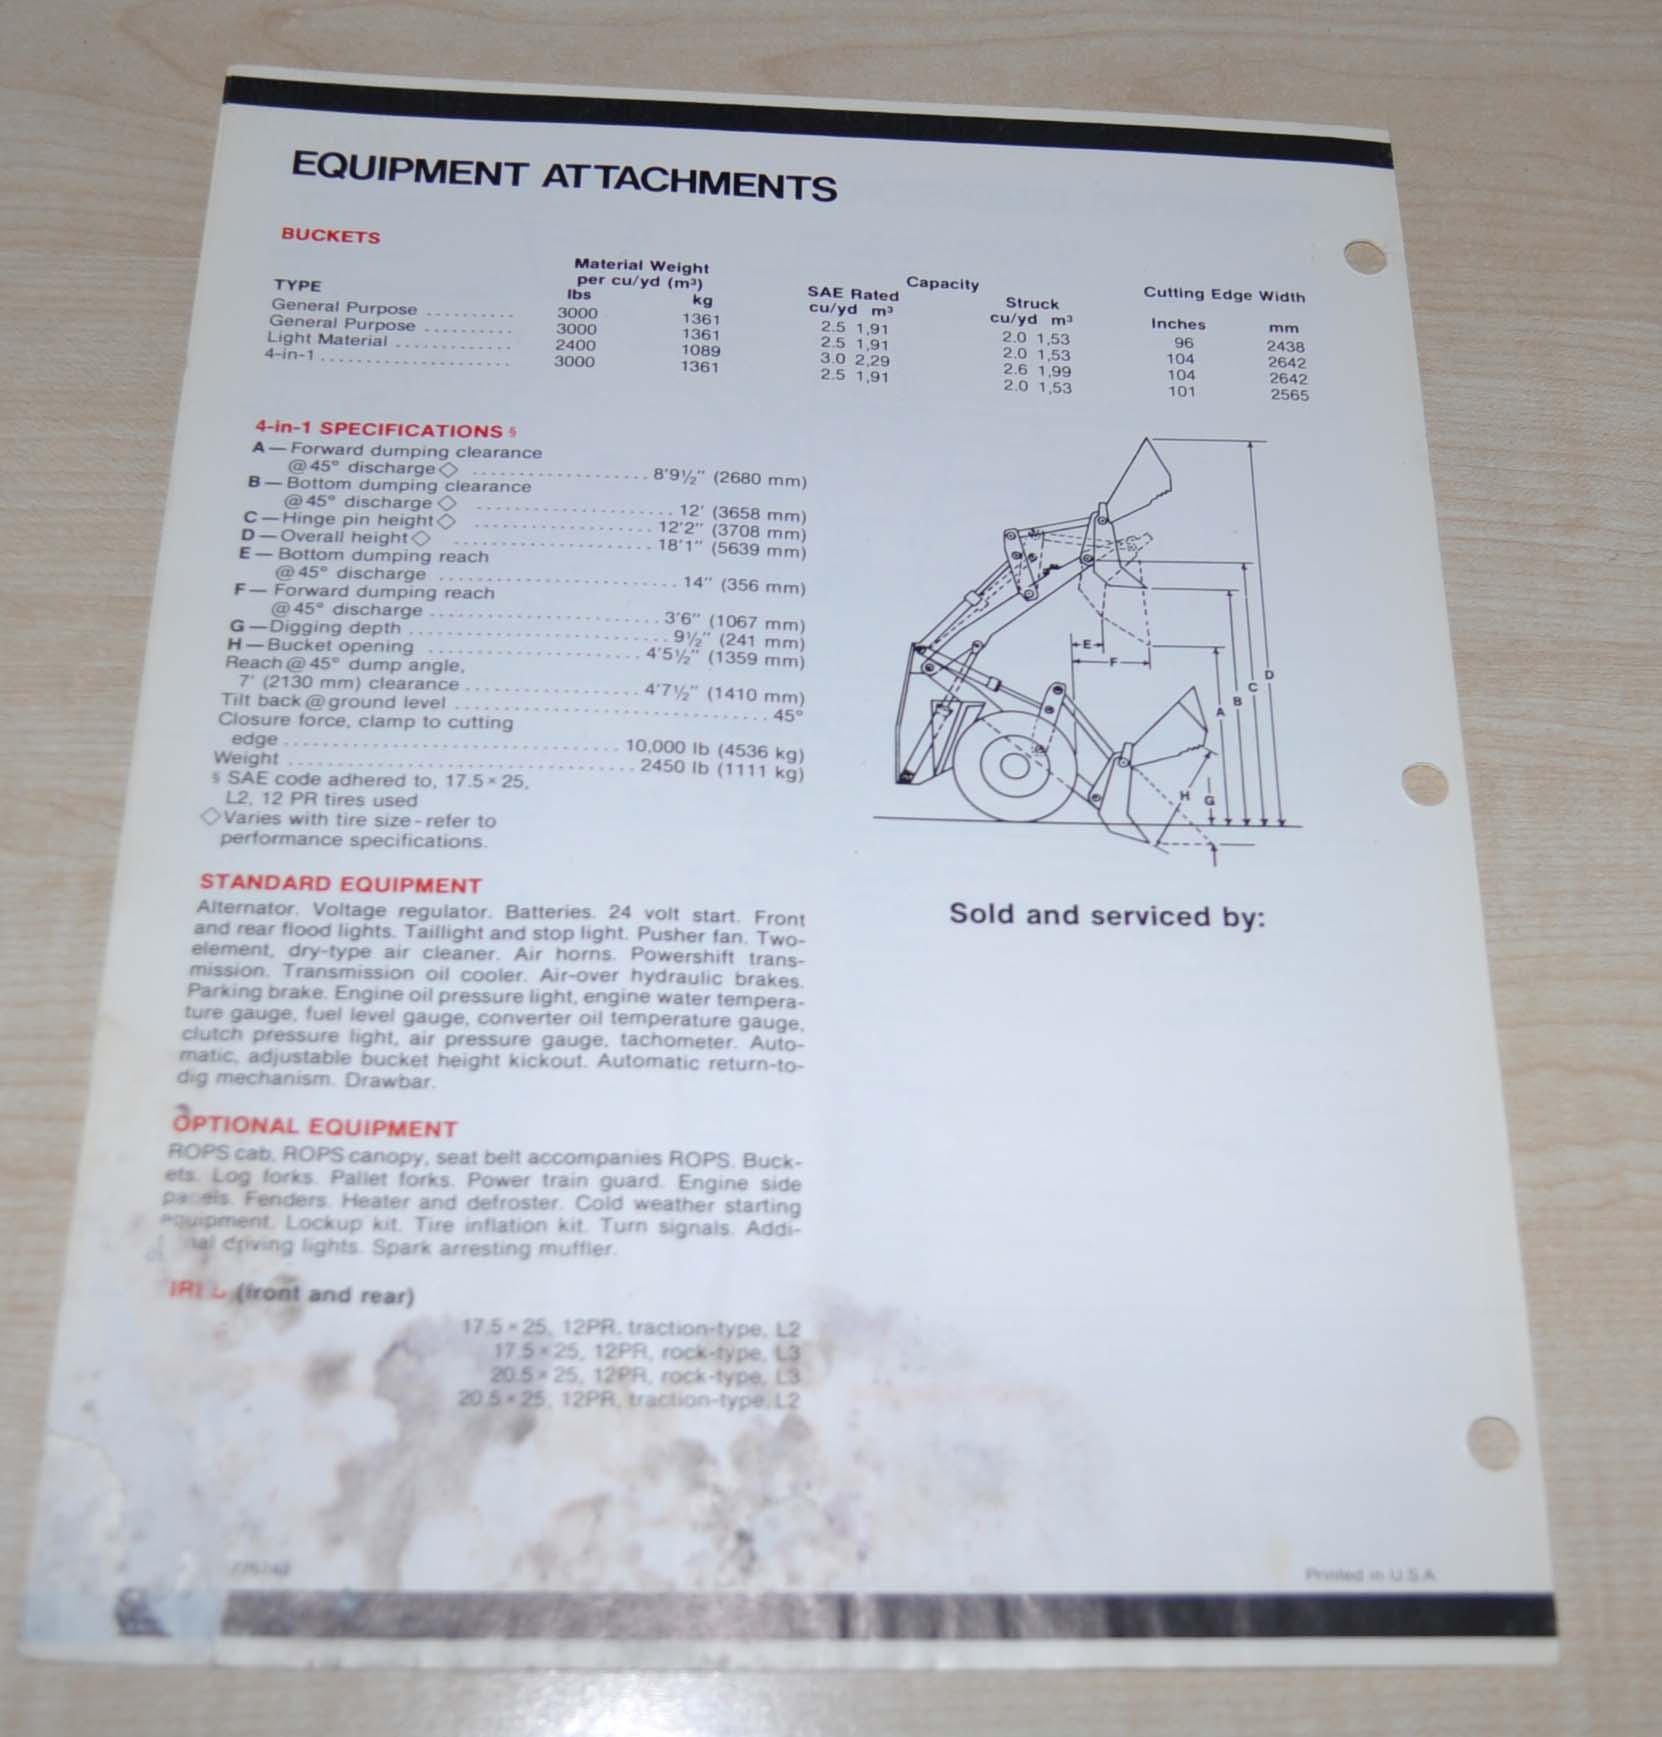 EQUIPMENT ATTACHMENTS
BUCKETS
Material Weight
per cu/yd (m³)
Capacity
Cutting Edge Width
TYPE lbs kg SAE Rated cu/yd m³ Struck cu/yd m³ Inches mm
General Purpose .......... 3000 1361 2.5 1,91 2.0 1,53 96 2438
General Purpose .......... 3000 1361 2.5 1,91 2.0 1,53 104 2642
Light Material ............. 2400 1089 3.0 2,29 2.6 1,99 104 2642
4-in-1 ...................... 3000 1361 2.5 1,91 2.0 1,53 101 2565
4-in-1 SPECIFICATIONS §
A — Forward dumping clearance
@ 45° discharge ◇ .................... 8'9½" (2680 mm)
B — Bottom dumping clearance
@ 45° discharge ◇ ...................... 12' (3658 mm)
C — Hinge pin height ◇ .................... 12'2" (3708 mm)
D — Overall height ◇ ...................... 18'1" (5639 mm)
E — Bottom dumping reach
@ 45° discharge ........................... 14" (356 mm)
F — Forward dumping reach
@ 45° discharge ......................... 3'6" (1067 mm)
G — Digging depth ............................ 9½" (241 mm)
H — Bucket opening ....................... 4'5½" (1359 mm)
Reach @ 45° dump angle,
7' (2130 mm) clearance ................... 4'7½" (1410 mm)
Tilt back @ ground level .................................. 45°
Closure force, clamp to cutting
edge .................................... 10,000 lb (4536 kg)
Weight ..................................... 2450 lb (1111 kg)
§ SAE code adhered to, 17.5 × 25,
L2, 12 PR tires used
◇ Varies with tire size - refer to
performance specifications.
E
F
A
B
C
D
H
G
STANDARD EQUIPMENT
Alternator. Voltage regulator. Batteries. 24 volt start. Front
and rear flood lights. Taillight and stop light. Pusher fan. Two-
element, dry-type air cleaner. Air horns. Powershift trans-
mission. Transmission oil cooler. Air-over hydraulic brakes.
Parking brake. Engine oil pressure light, engine water tempera-
ture gauge, fuel level gauge, converter oil temperature gauge,
clutch pressure light, air pressure gauge, tachometer. Auto-
matic, adjustable bucket height kickout. Automatic return-to-
dig mechanism. Drawbar.
Sold and serviced by:
OPTIONAL EQUIPMENT
ROPS cab. ROPS canopy, seat belt accompanies ROPS. Buck-
ets. Log forks. Pallet forks. Power train guard. Engine side
panels. Fenders. Heater and defroster. Cold weather starting
equipment. Lockup kit. Tire inflation kit. Turn signals. Addi-
driving lights. Spark arresting muffler.
(front and rear)
17.5 × 25, 12PR, traction-type, L2
17.5 × 25, 12PR, rock-type, L3
20.5 × 25, 12PR, rock-type, L3
20.5 × 25, 12PR, traction-type, L2
Printed in U.S.A.